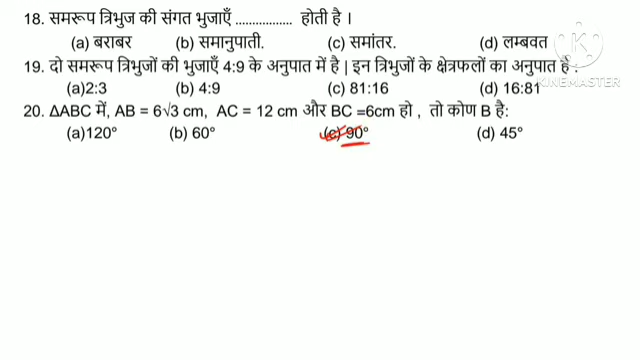 18. समरूप त्रिभुज की संगत भुजाएँ ................. होती है ।
(a) बराबर (b) समानुपाती. (c) समांतर. (d) लम्बवत
19. दो समरूप त्रिभुजों की भुजाएँ 4:9 के अनुपात में है | इन त्रिभुजों के क्षेत्रफलों का अनुपात है :
(a)2:3 (b) 4:9 (c) 81:16 (d) 16:81
KINEMASTER
20. ΔABC में, AB = 6√3 cm, AC = 12 cm और BC =6cm हो , तो कोण B है:
(a)120° (b) 60° (c) 90° (d) 45°